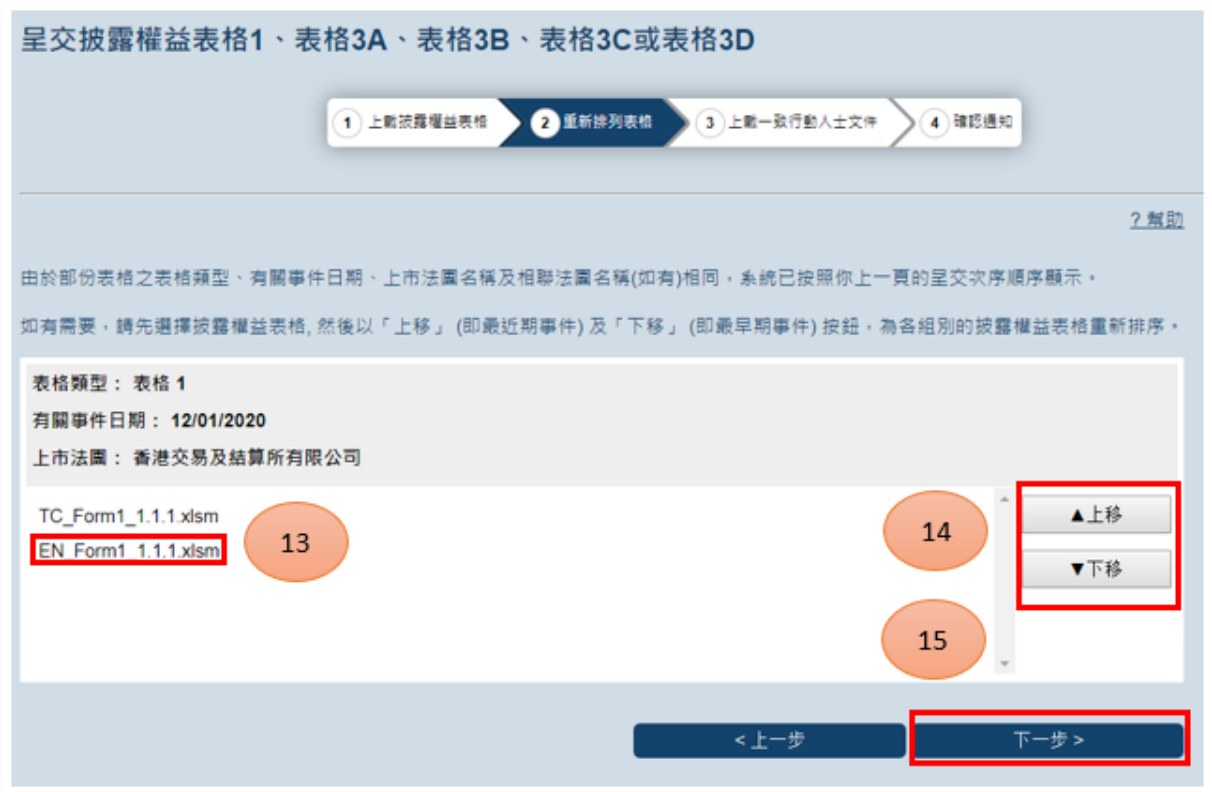 呈交披露權益表格1、表格3A、表格3B、表格3C或表格3D
1 上載披露權益表格 2 重新排列表格 3 上載一致行動人士文件 4 確認通知
? 幫助
由於部份表格之表格類型、有關事件日期、上市法團名稱及相聯法團名稱(如有)相同，系統已按照你上一頁的呈交次序順序顯示。
如有需要，請先選擇披露權益表格, 然後以「上移」 (即最近期事件) 及「下移」 (即最早期事件) 按鈕，為各組別的披露權益表格重新排序。
表格類型： 表格 1
有關事件日期： 12/01/2020
上市法團： 香港交易及結算所有限公司
TC_Form1_1.1.1.xlsm
EN_Form1_1.1.1.xlsm
13
14
▲上移
▼下移
15
<上一步
下一步>